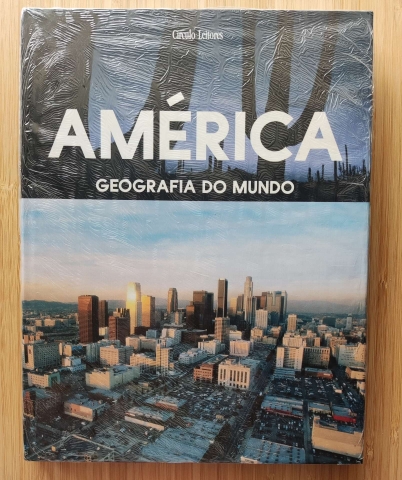 Círculo Leitores
AMÉRICA
GEOGRAFIA DO MUNDO